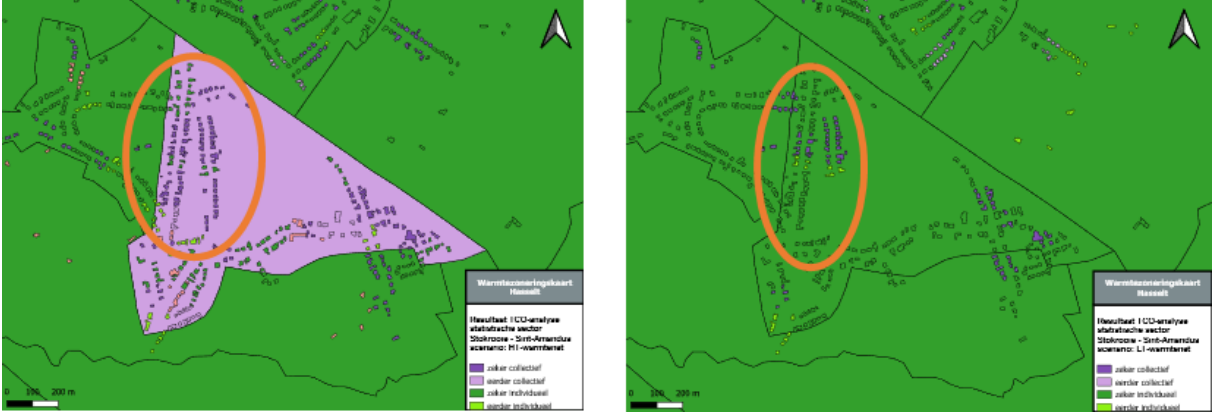 Warmtezoneringskaart
Hasselt
Resultaat TCO-analyse
statistische sector
Stokrooie - Sint-Amandus
scenario: HT-warmtenet
zeker collectief
eerder collectief
zeker individueel
eerder individueel
0 100 200 m
Warmtezoneringskaart
Hasselt
Resultaat TCO-analyse
statistische sector
Stokrooie - Sint-Amandus
scenario: LT-warmtenet
zeker collectief
eerder collectief
zeker individueel
eerder individueel
0 100 200 m